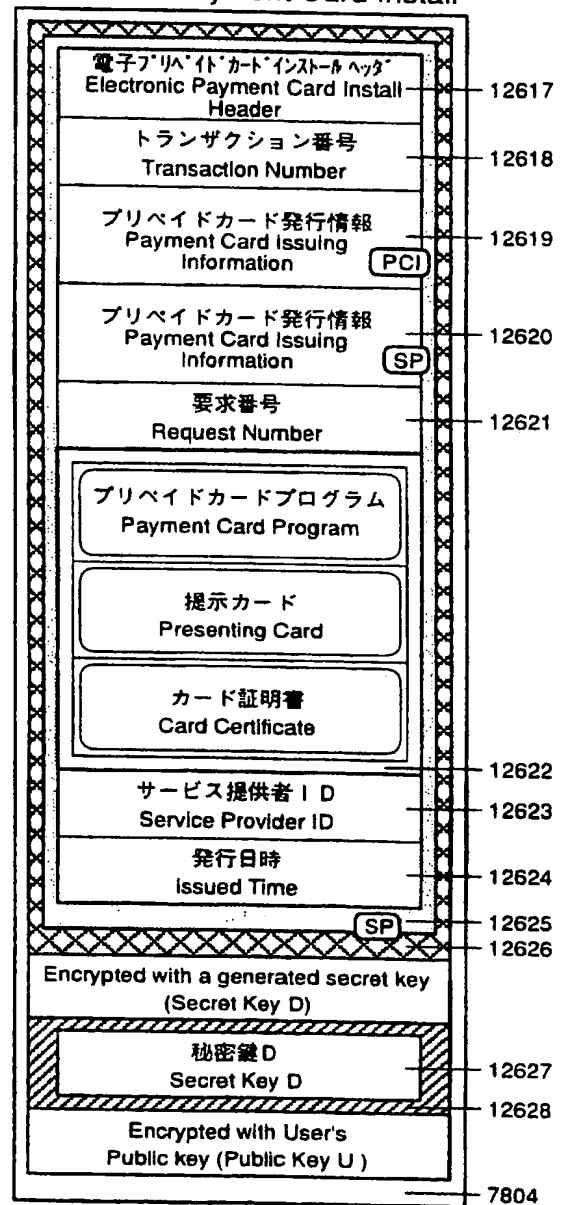 電子プリペイドカードインストールヘッダ
Electronic Payment Card Install
Header
12617
トランザクション番号
Transaction Number
12618
プリペイドカード発行情報
Payment Card Issuing
Information
PCI
12619
プリペイドカード発行情報
Payment Card Issuing
Information
SP
12620
要求番号
Request Number
12621
プリペイドカードプログラム
Payment Card Program
提示カード
Presenting Card
カード証明書
Card Certificate
12622
サービス提供者ID
Service Provider ID
12623
発行日時
issued Time
12624
SP
12625
12626
Encrypted with a generated secret key
(Secret Key D)
秘密鍵D
Secret Key D
12627
12628
Encrypted with User's
Public key (Public Key U )
7804